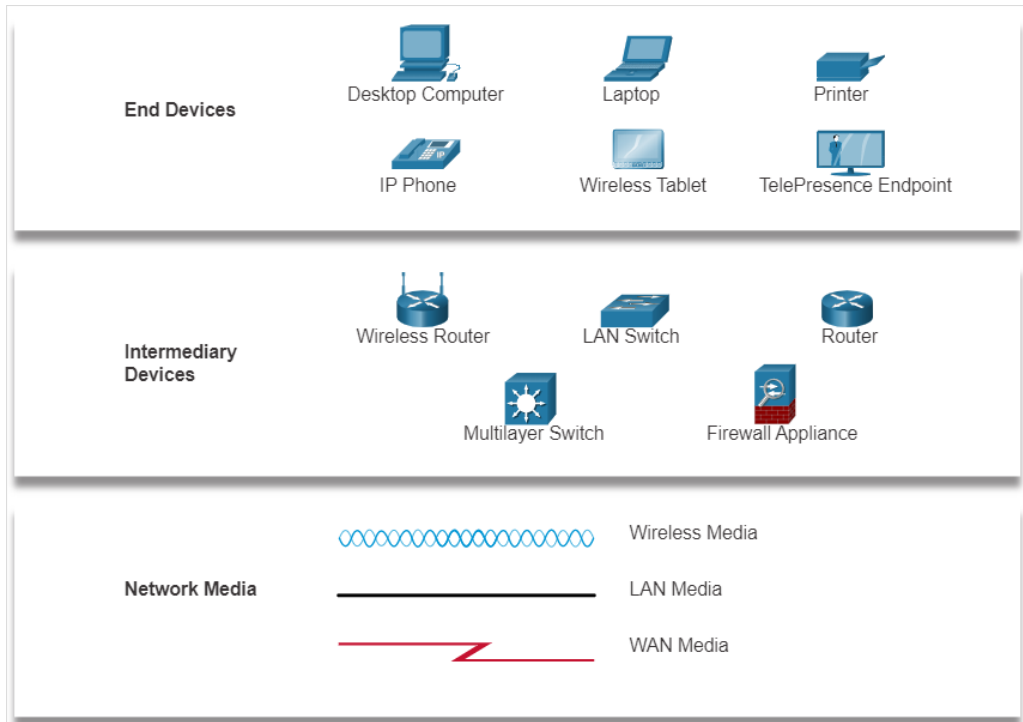 End Devices
Desktop Computer
Laptop
Printer
IP
IP Phone
Wireless Tablet
TelePresence Endpoint
Intermediary
Devices
Wireless Router
LAN Switch
Router
Multilayer Switch
Firewall Appliance
Network Media
Wireless Media
LAN Media
WAN Media